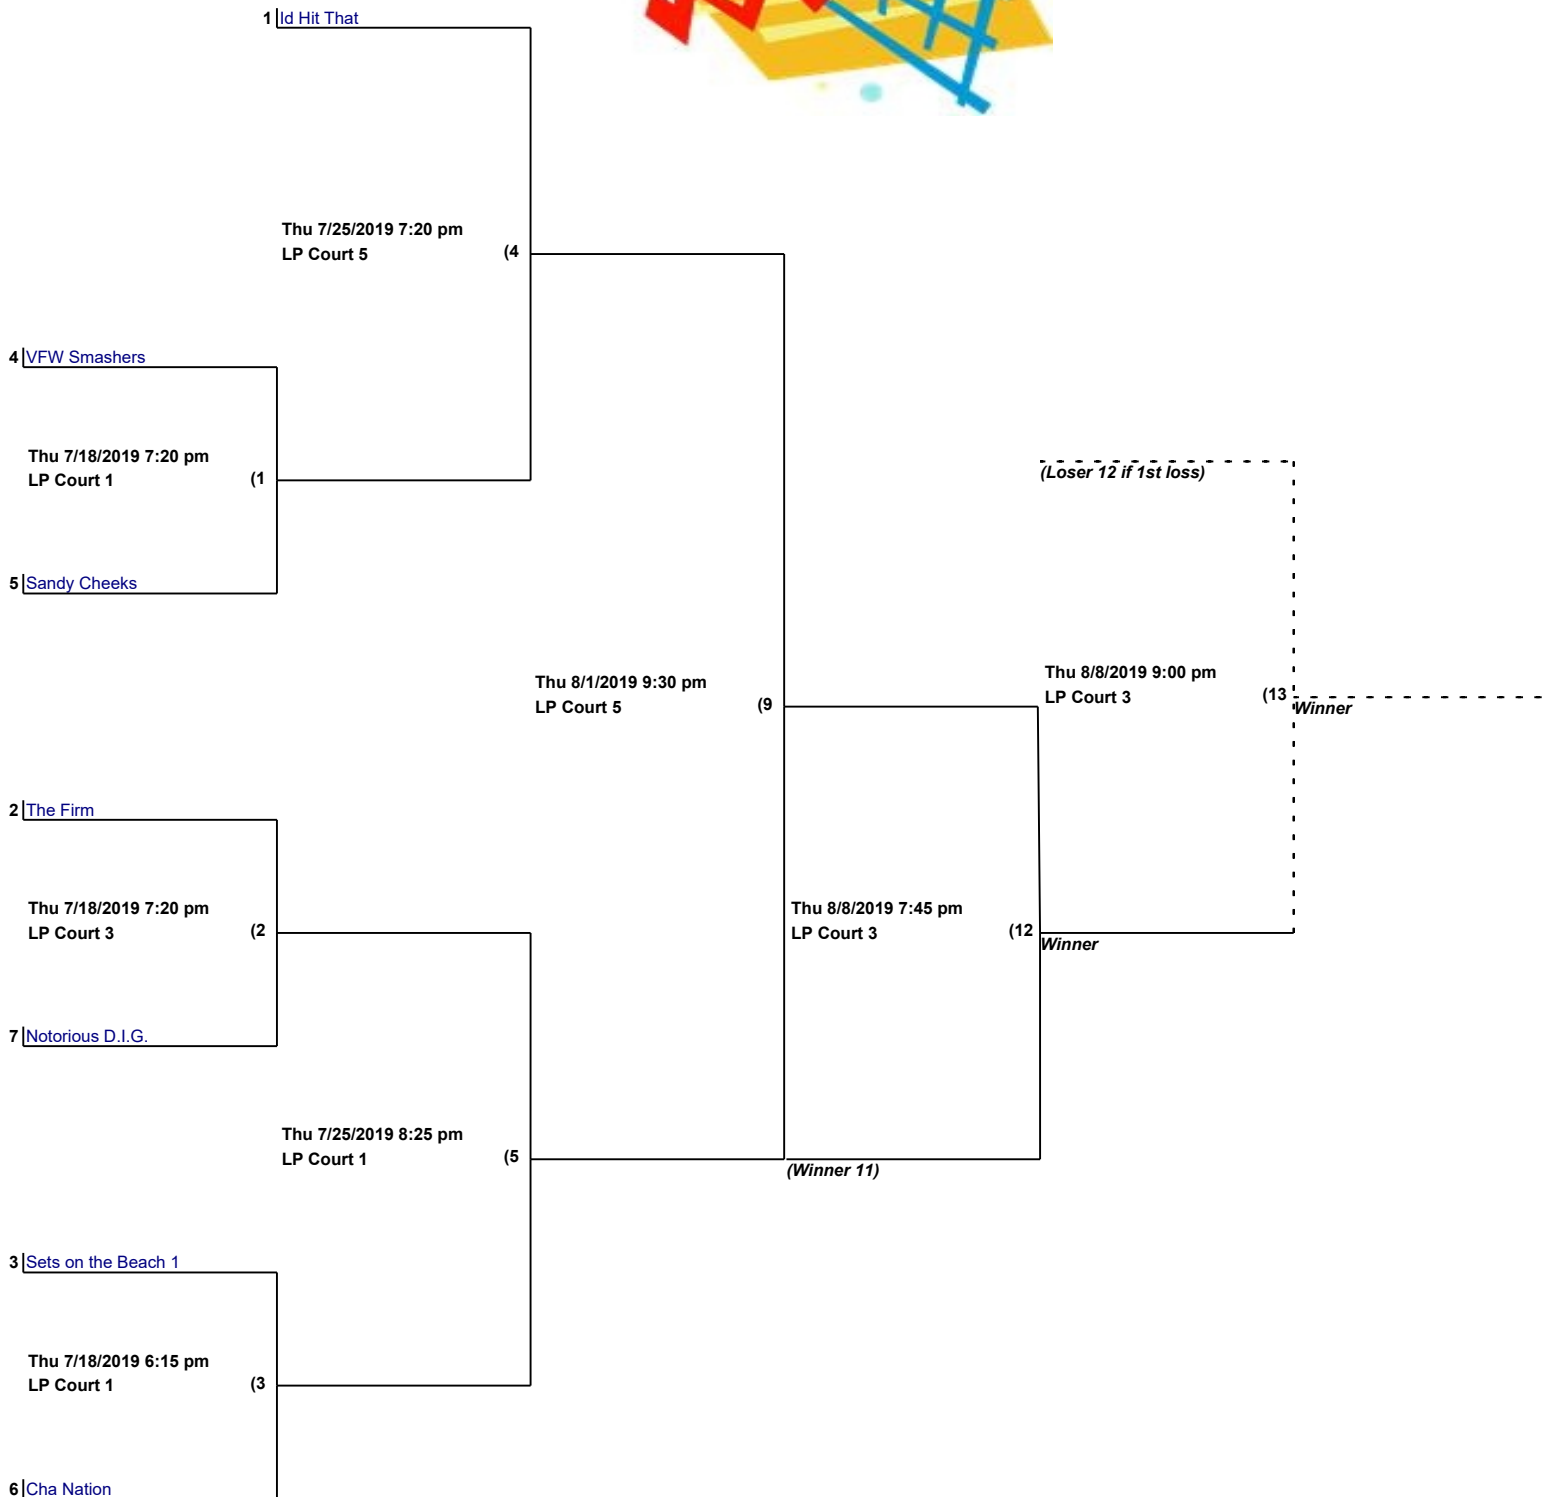 1 Id Hit That
Thu 7/25/2019 7:20 pm
LP Court 5 (4
4 VFW Smashers
Thu 7/18/2019 7:20 pm
LP Court 1 (1
(Loser 12 if 1st loss)
5 Sandy Cheeks
Thu 8/1/2019 9:30 pm
LP Court 5 (9
Thu 8/8/2019 9:00 pm
LP Court 3 (13
Winner
2 The Firm
Thu 7/18/2019 7:20 pm
LP Court 3 (2
Thu 8/8/2019 7:45 pm
LP Court 3 (12
Winner
7 Notorious D.I.G.
Thu 7/25/2019 8:25 pm
LP Court 1 (5
(Winner 11)
3 Sets on the Beach 1
Thu 7/18/2019 6:15 pm
LP Court 1 (3
6 Cha Nation